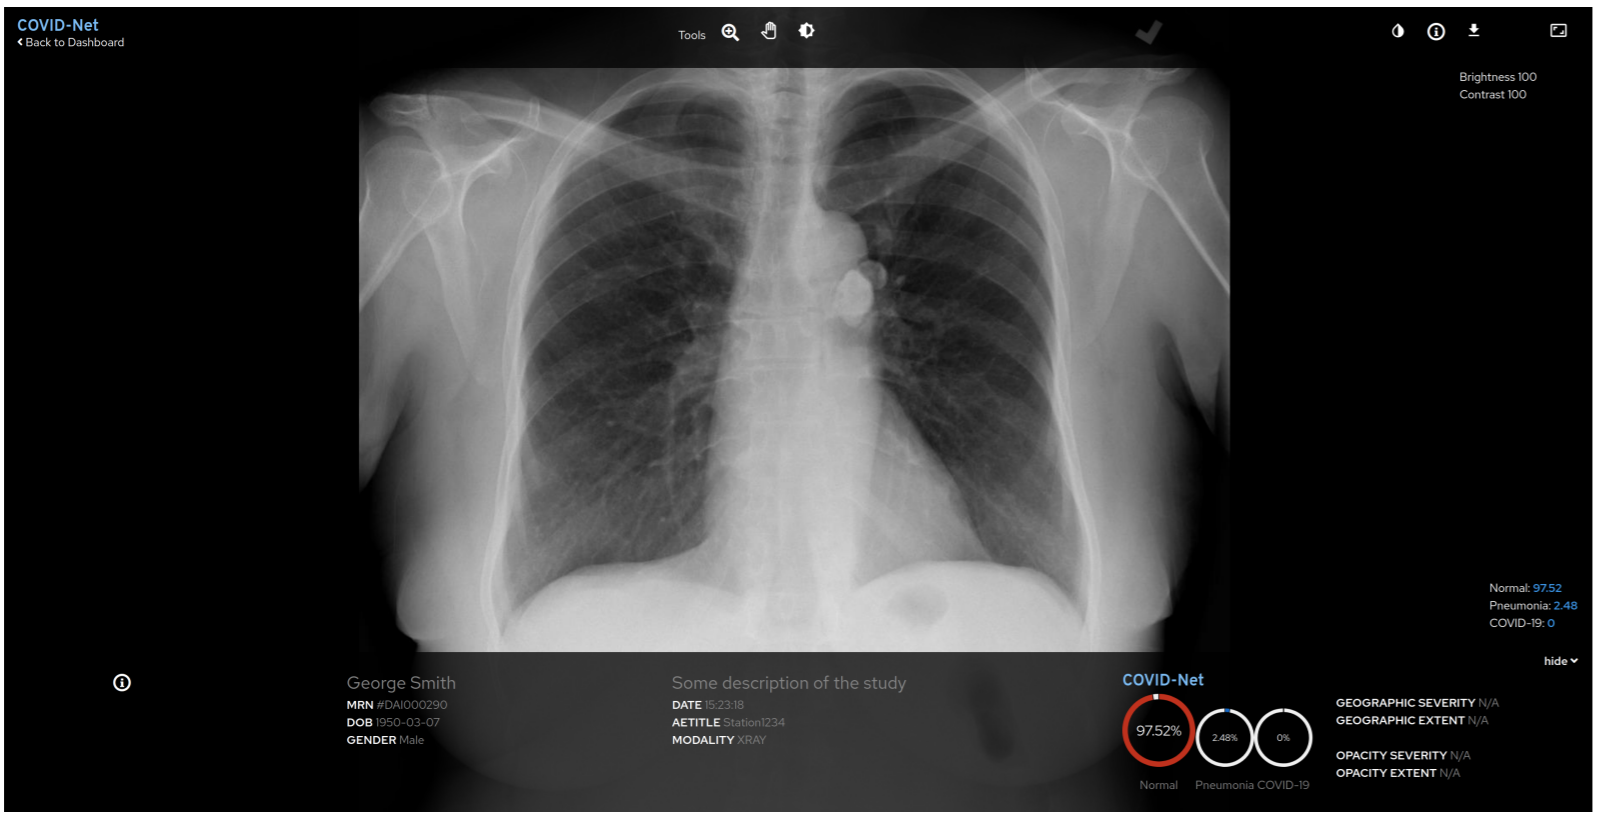 COVID-Net
Back to Dashboard
Tools
Brightness 100
Contrast 100
Normal: 97.52
Pneumonia: 2.48
COVID-19: 0
hide
George Smith
MRN #DAI000290
DOB 1950-03-07
GENDER Male
Some description of the study
DATE 15:23:18
AETITLE Station1234
MODALITY XRAY
COVID-Net
97.52%
2.48%
0%
Normal
Pneumonia
COVID-19
GEOGRAPHIC SEVERITY N/A
GEOGRAPHIC EXTENT N/A
OPACITY SEVERITY N/A
OPACITY EXTENT N/A